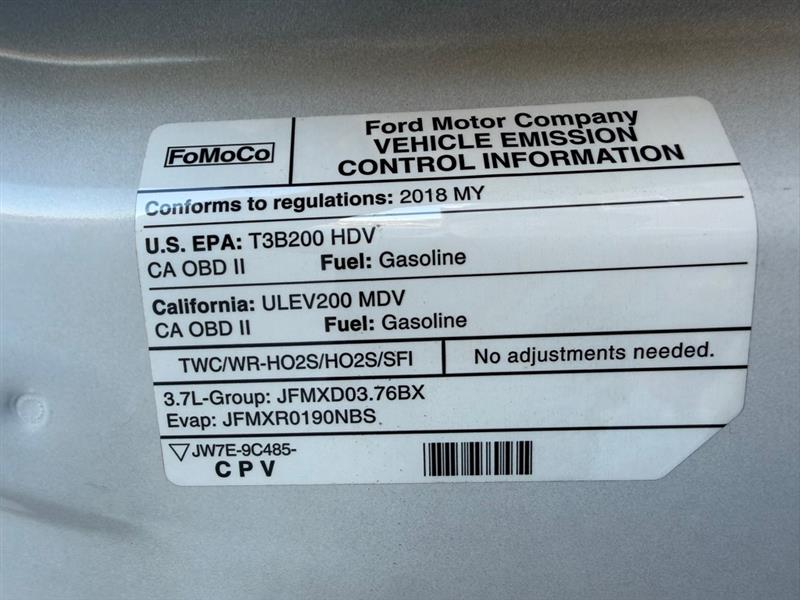 FoMoCo
Ford Motor Company
VEHICLE EMISSION
CONTROL INFORMATION
Conforms to regulations: 2018 MY
U.S. EPA: T3B200 HDV
CA OBD II Fuel: Gasoline
California: ULEV200 MDV
CA OBD II Fuel: Gasoline
TWC/WR-HO2S/HO2S/SFI No adjustments needed.
3.7L-Group: JFMXD03.76BX
Evap: JFMXR0190NBS
JW7E-9C485-
CPV